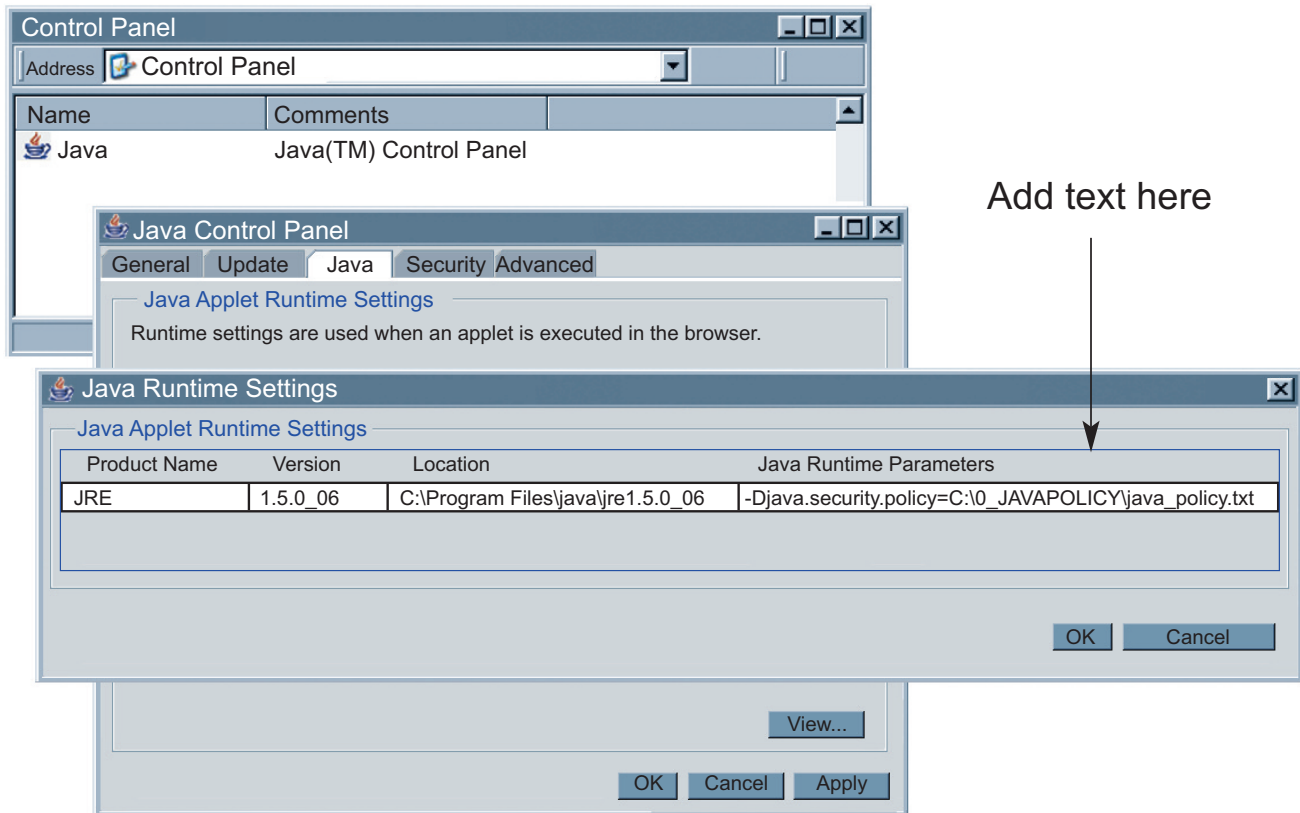 Control Panel
Address Control Panel
Name Comments
Java Java(TM) Control Panel
Add text here
Java Control Panel
General Update Java Security Advanced
Java Applet Runtime Settings
Runtime settings are used when an applet is executed in the browser.
Java Runtime Settings
Java Applet Runtime Settings
Product Name Version Location Java Runtime Parameters
JRE 1.5.0_06 C:\Program Files\java\jre1.5.0_06 -Djava.security.policy=C:\0_JAVAPOLICY\java_policy.txt
OK Cancel
View...
OK Cancel Apply